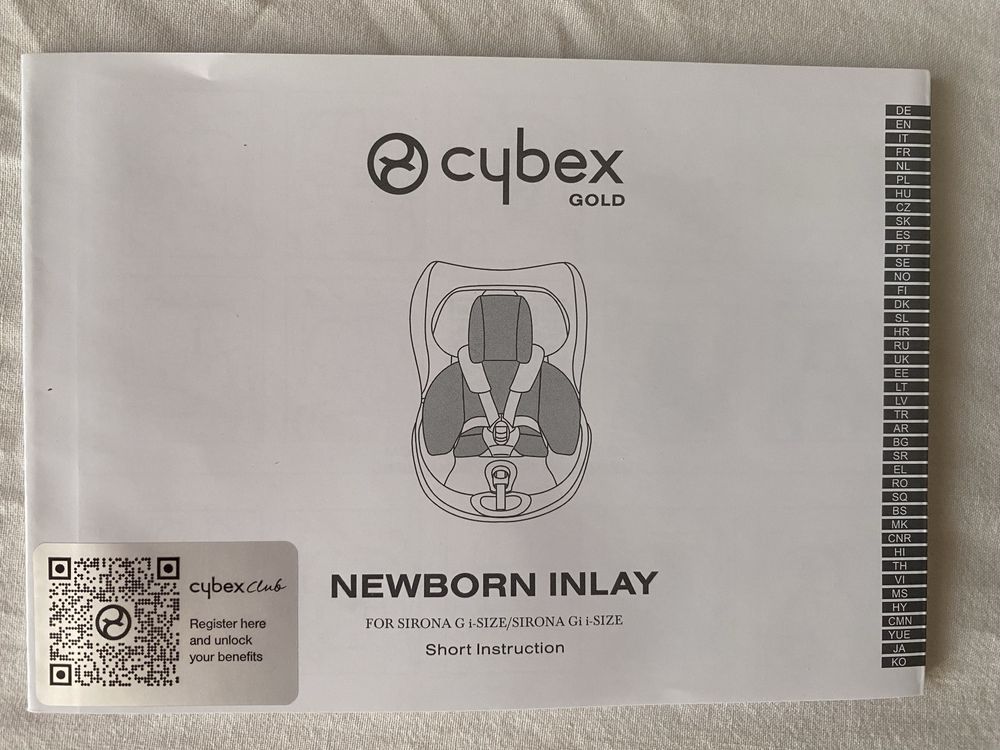 cybex
GOLD
NEWBORN INLAY
FOR SIRONA G i-SIZE/SIRONA Gi i-SIZE
Short Instruction
cybex Club
Register here
and unlock
your benefits
DE
EN
IT
FR
NL
PL
HU
CZ
SK
ES
PT
SE
NO
FI
DK
SL
HR
RU
UK
EE
LT
LV
TR
AR
BG
SR
EL
RO
SQ
BS
MK
CNR
HI
TH
VI
MS
HY
CMN
YUE
JA
KO